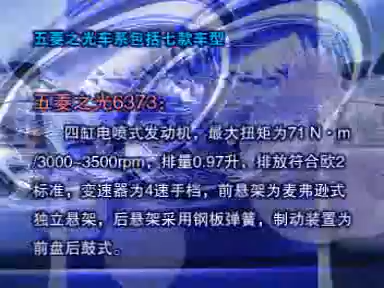 五菱之光车系包括七款车型
五菱之光6373：
四缸电喷式发动机，最大扭矩为71N·m
/3000-3500rpm，排量0.97升，排放符合欧2
标准，变速器为4速手档，前悬架为麦弗逊式
独立悬架，后悬架采用钢板弹簧，制动装置为
前盘后鼓式。